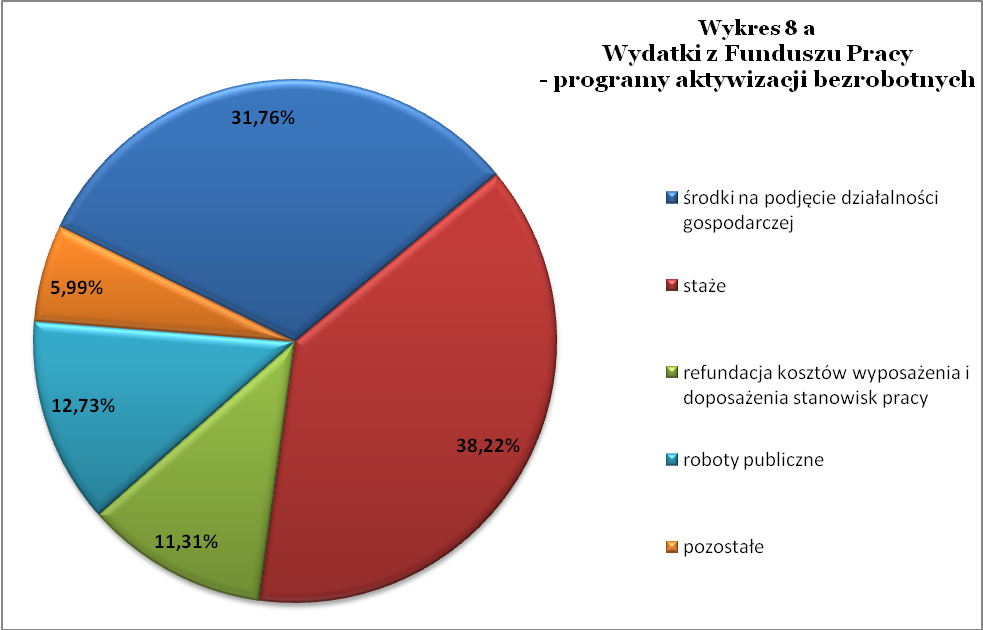 Wykres 8 a
Wydatki z Funduszu Pracy
- programy aktywizacji bezrobotnych
31,76%
5,99%
12,73%
11,31%
38,22%
środki na podjęcie działalności
gospodarczej
staże
refundacja kosztów wyposażenia i
doposażenia stanowisk pracy
roboty publiczne
pozostałe